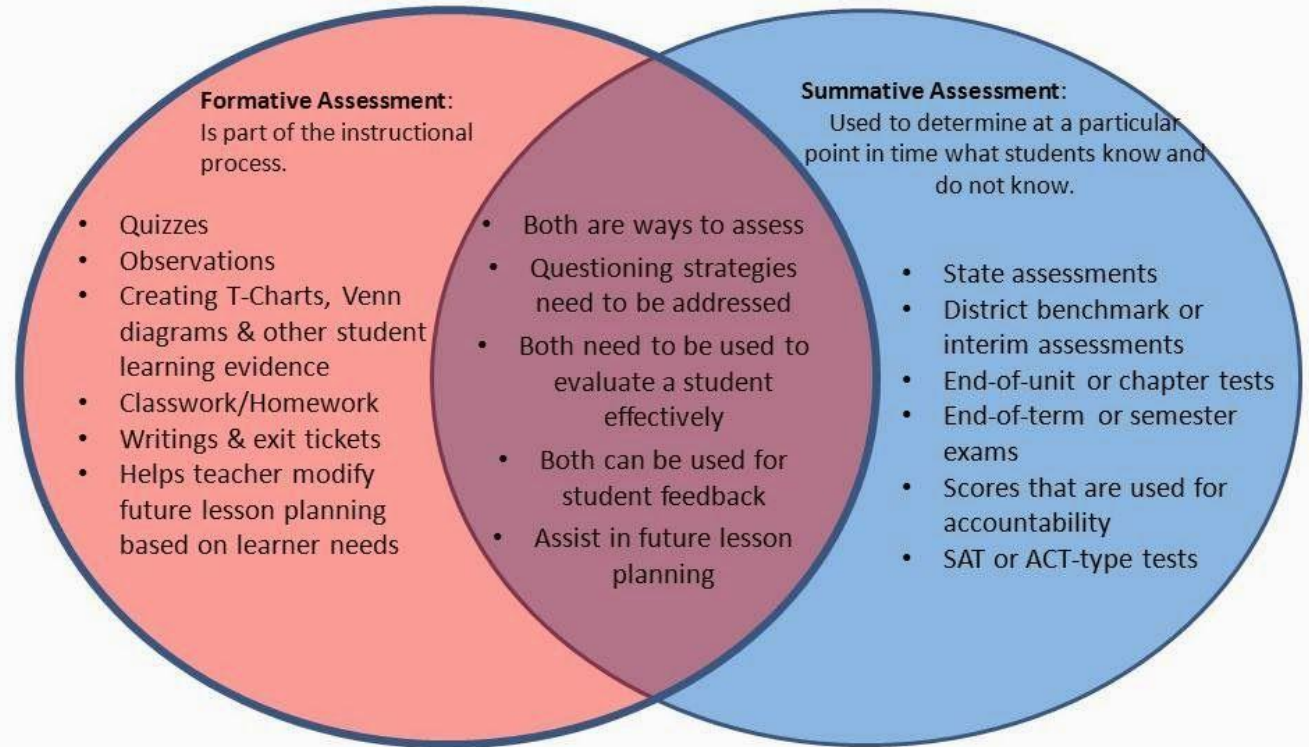 Formative Assessment:
Is part of the instructional
process.
• Quizzes
• Observations
• Creating T-Charts, Venn
diagrams & other student
learning evidence
• Classwork/Homework
• Writings & exit tickets
• Helps teacher modify
future lesson planning
based on learner needs
• Both are ways to assess
• Questioning strategies
need to be addressed
• Both need to be used to
evaluate a student
effectively
• Both can be used for
student feedback
• Assist in future lesson
planning
Summative Assessment:
Used to determine at a particular
point in time what students know and
do not know.
• State assessments
• District benchmark or
interim assessments
• End-of-unit or chapter tests
• End-of-term or semester
exams
• Scores that are used for
accountability
• SAT or ACT-type tests